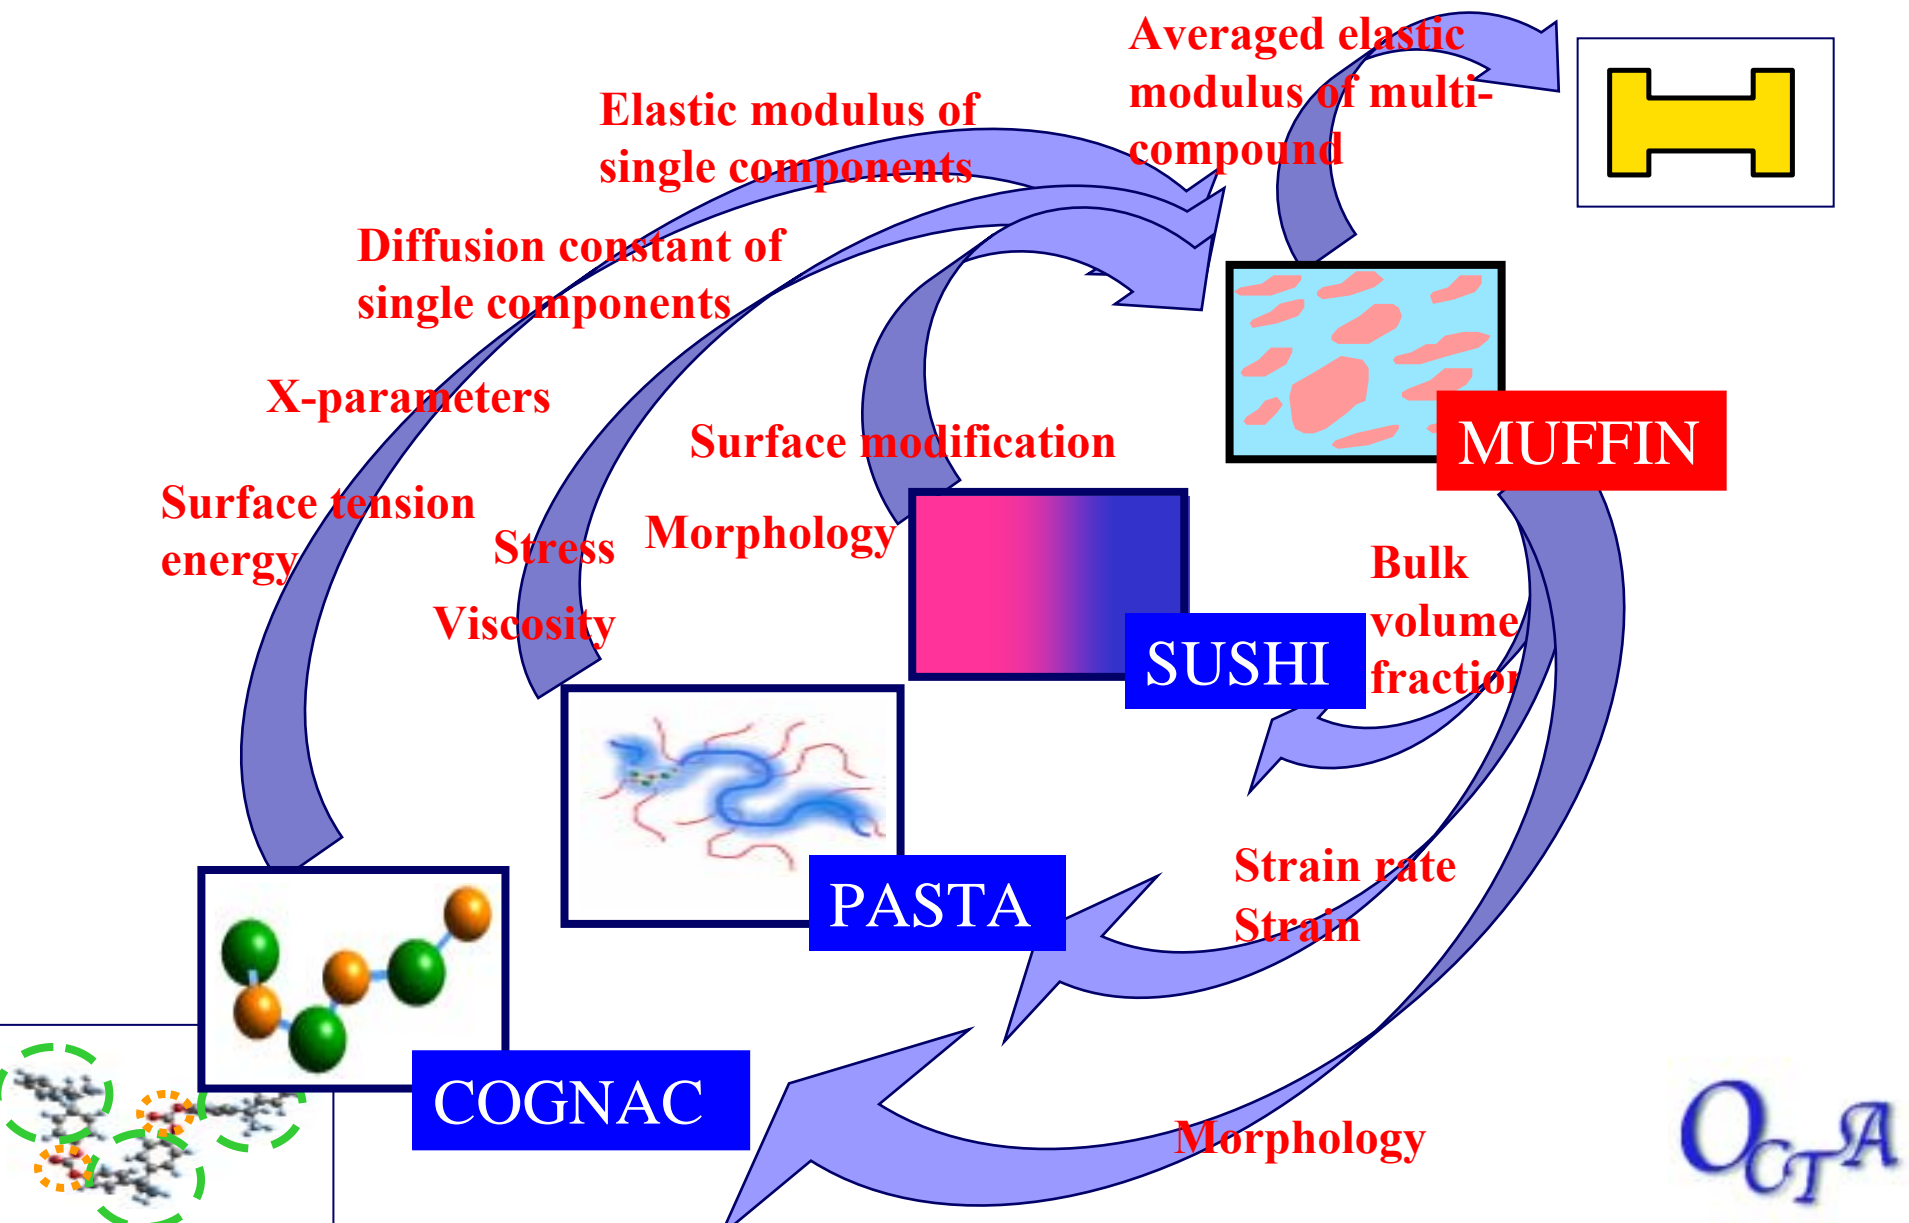 Averaged elastic
modulus of multi-
compound
Elastic modulus of
single components
Diffusion constant of
single components
X-parameters
Surface modification
MUFFIN
Surface tension
energy
Stress
Morphology
Viscosity
Bulk
volume
fraction
SUSHI
Strain rate
Strain
PASTA
COGNAC
Morphology
OCTA